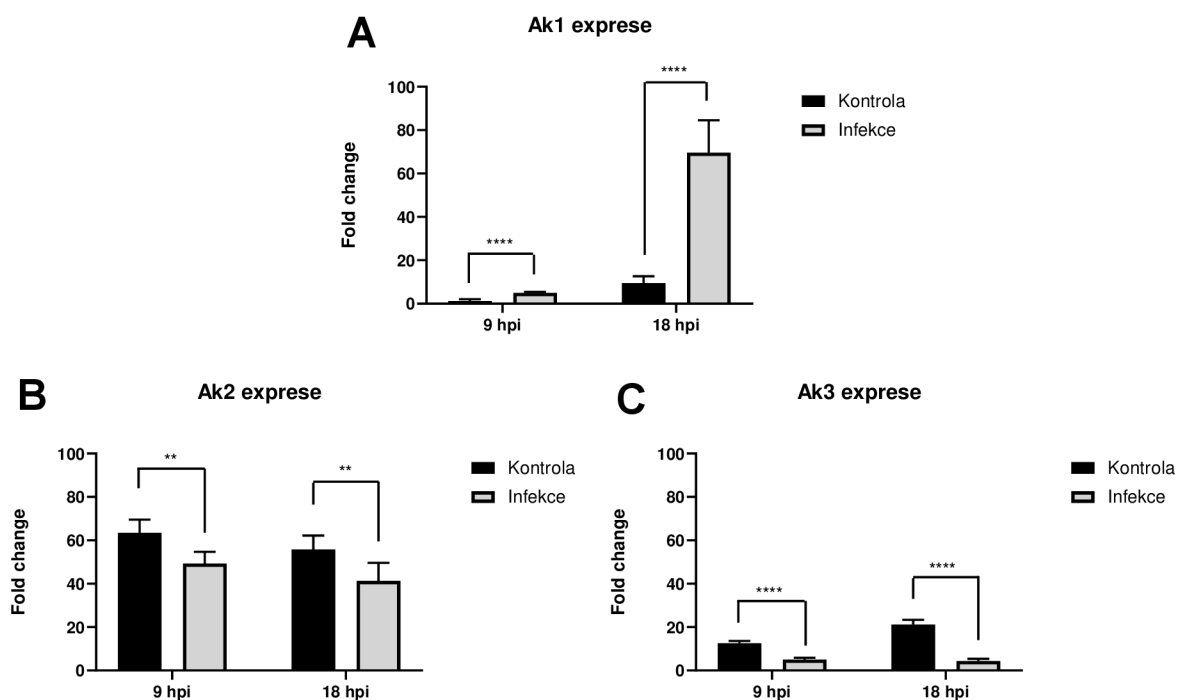 A
Ak1 exprese
Fold change
100
80
60
40
20
0
****
****
9 hpi
18 hpi
Kontrola
Infekce
B
Ak2 exprese
Fold change
100
80
60
40
20
0
**
**
9 hpi
18 hpi
Kontrola
Infekce
C
Ak3 exprese
Fold change
100
80
60
40
20
0
****
****
9 hpi
18 hpi
Kontrola
Infekce